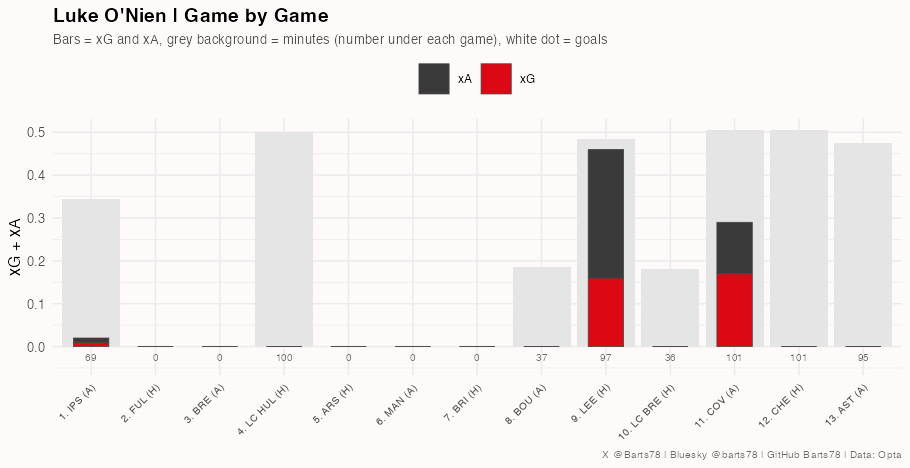 Luke O'Nien | Game by Game
Bars = xG and xA, grey background = minutes (number under each game), white dot = goals
xA xG
xG + xA
0.5
0.4
0.3
0.2
0.1
0.0
69 0 0 100 0 0 0 37 97 36 101 101 95
1. IPS (A)
2. FUL (H)
3. BRE (A)
4. LC HUL (H)
5. ARS (H)
6. MAN (A)
7. BRI (H)
8. BOU (A)
9. LEE (H)
10. LC BRE (H)
11. COV (A)
12. CHE (H)
13. AST (A)
X @Barts78 | Bluesky @barts78 | GitHub Barts78 | Data: Opta